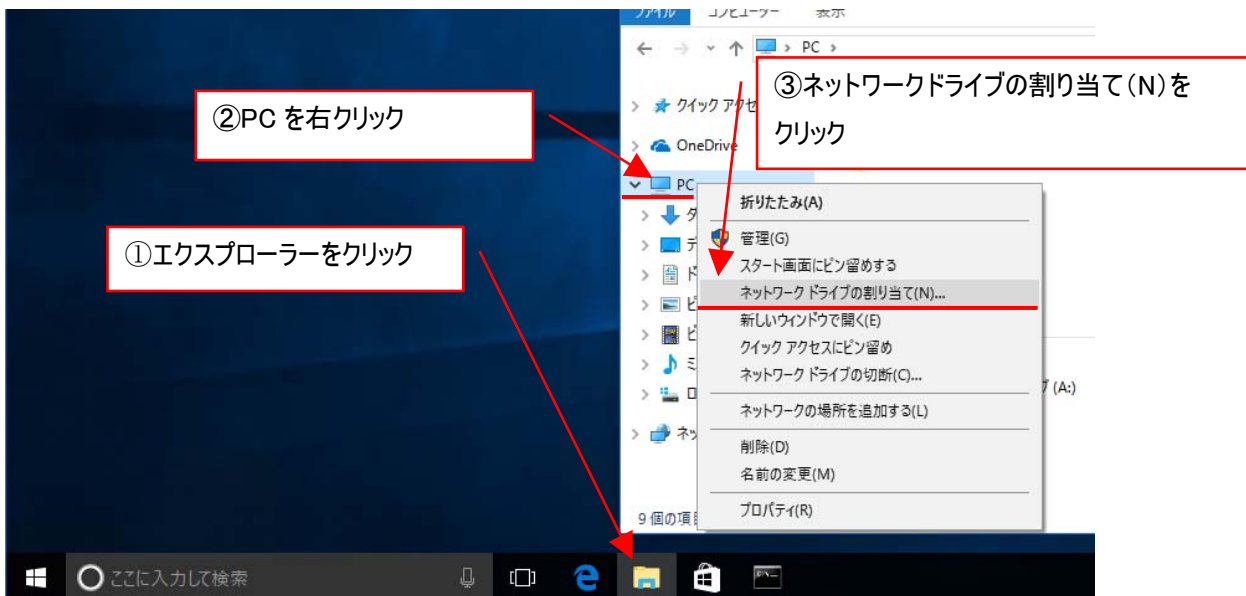 ファイル コンピューター 表示
PC
③ネットワークドライブの割り当て(N)を
クリック
②PC を右クリック
クイック アクセ
OneDrive
PC
折りたたみ(A)
①エクスプローラーをクリック
管理(G)
スタート画面にピン留めする
ネットワーク ドライブの割り当て(N)...
新しいウィンドウで開く(E)
クイック アクセスにピン留め
ネットワーク ドライブの切断(C)...
(A:)
ネットワークの場所を追加する(L)
削除(D)
名前の変更(M)
プロパティ(R)
9 個の項目
ここに入力して検索